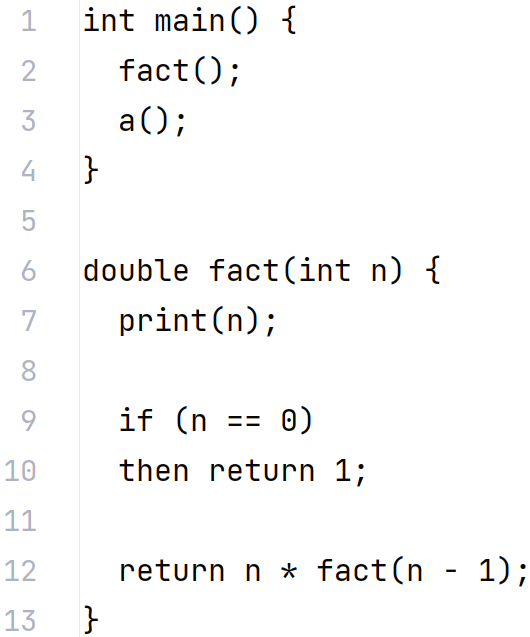 1 int main() {
2   fact();
3   a();
4 }
5
6 double fact(int n) {
7   print(n);
8
9   if (n == 0)
10   then return 1;
11
12   return n * fact(n - 1);
13 }